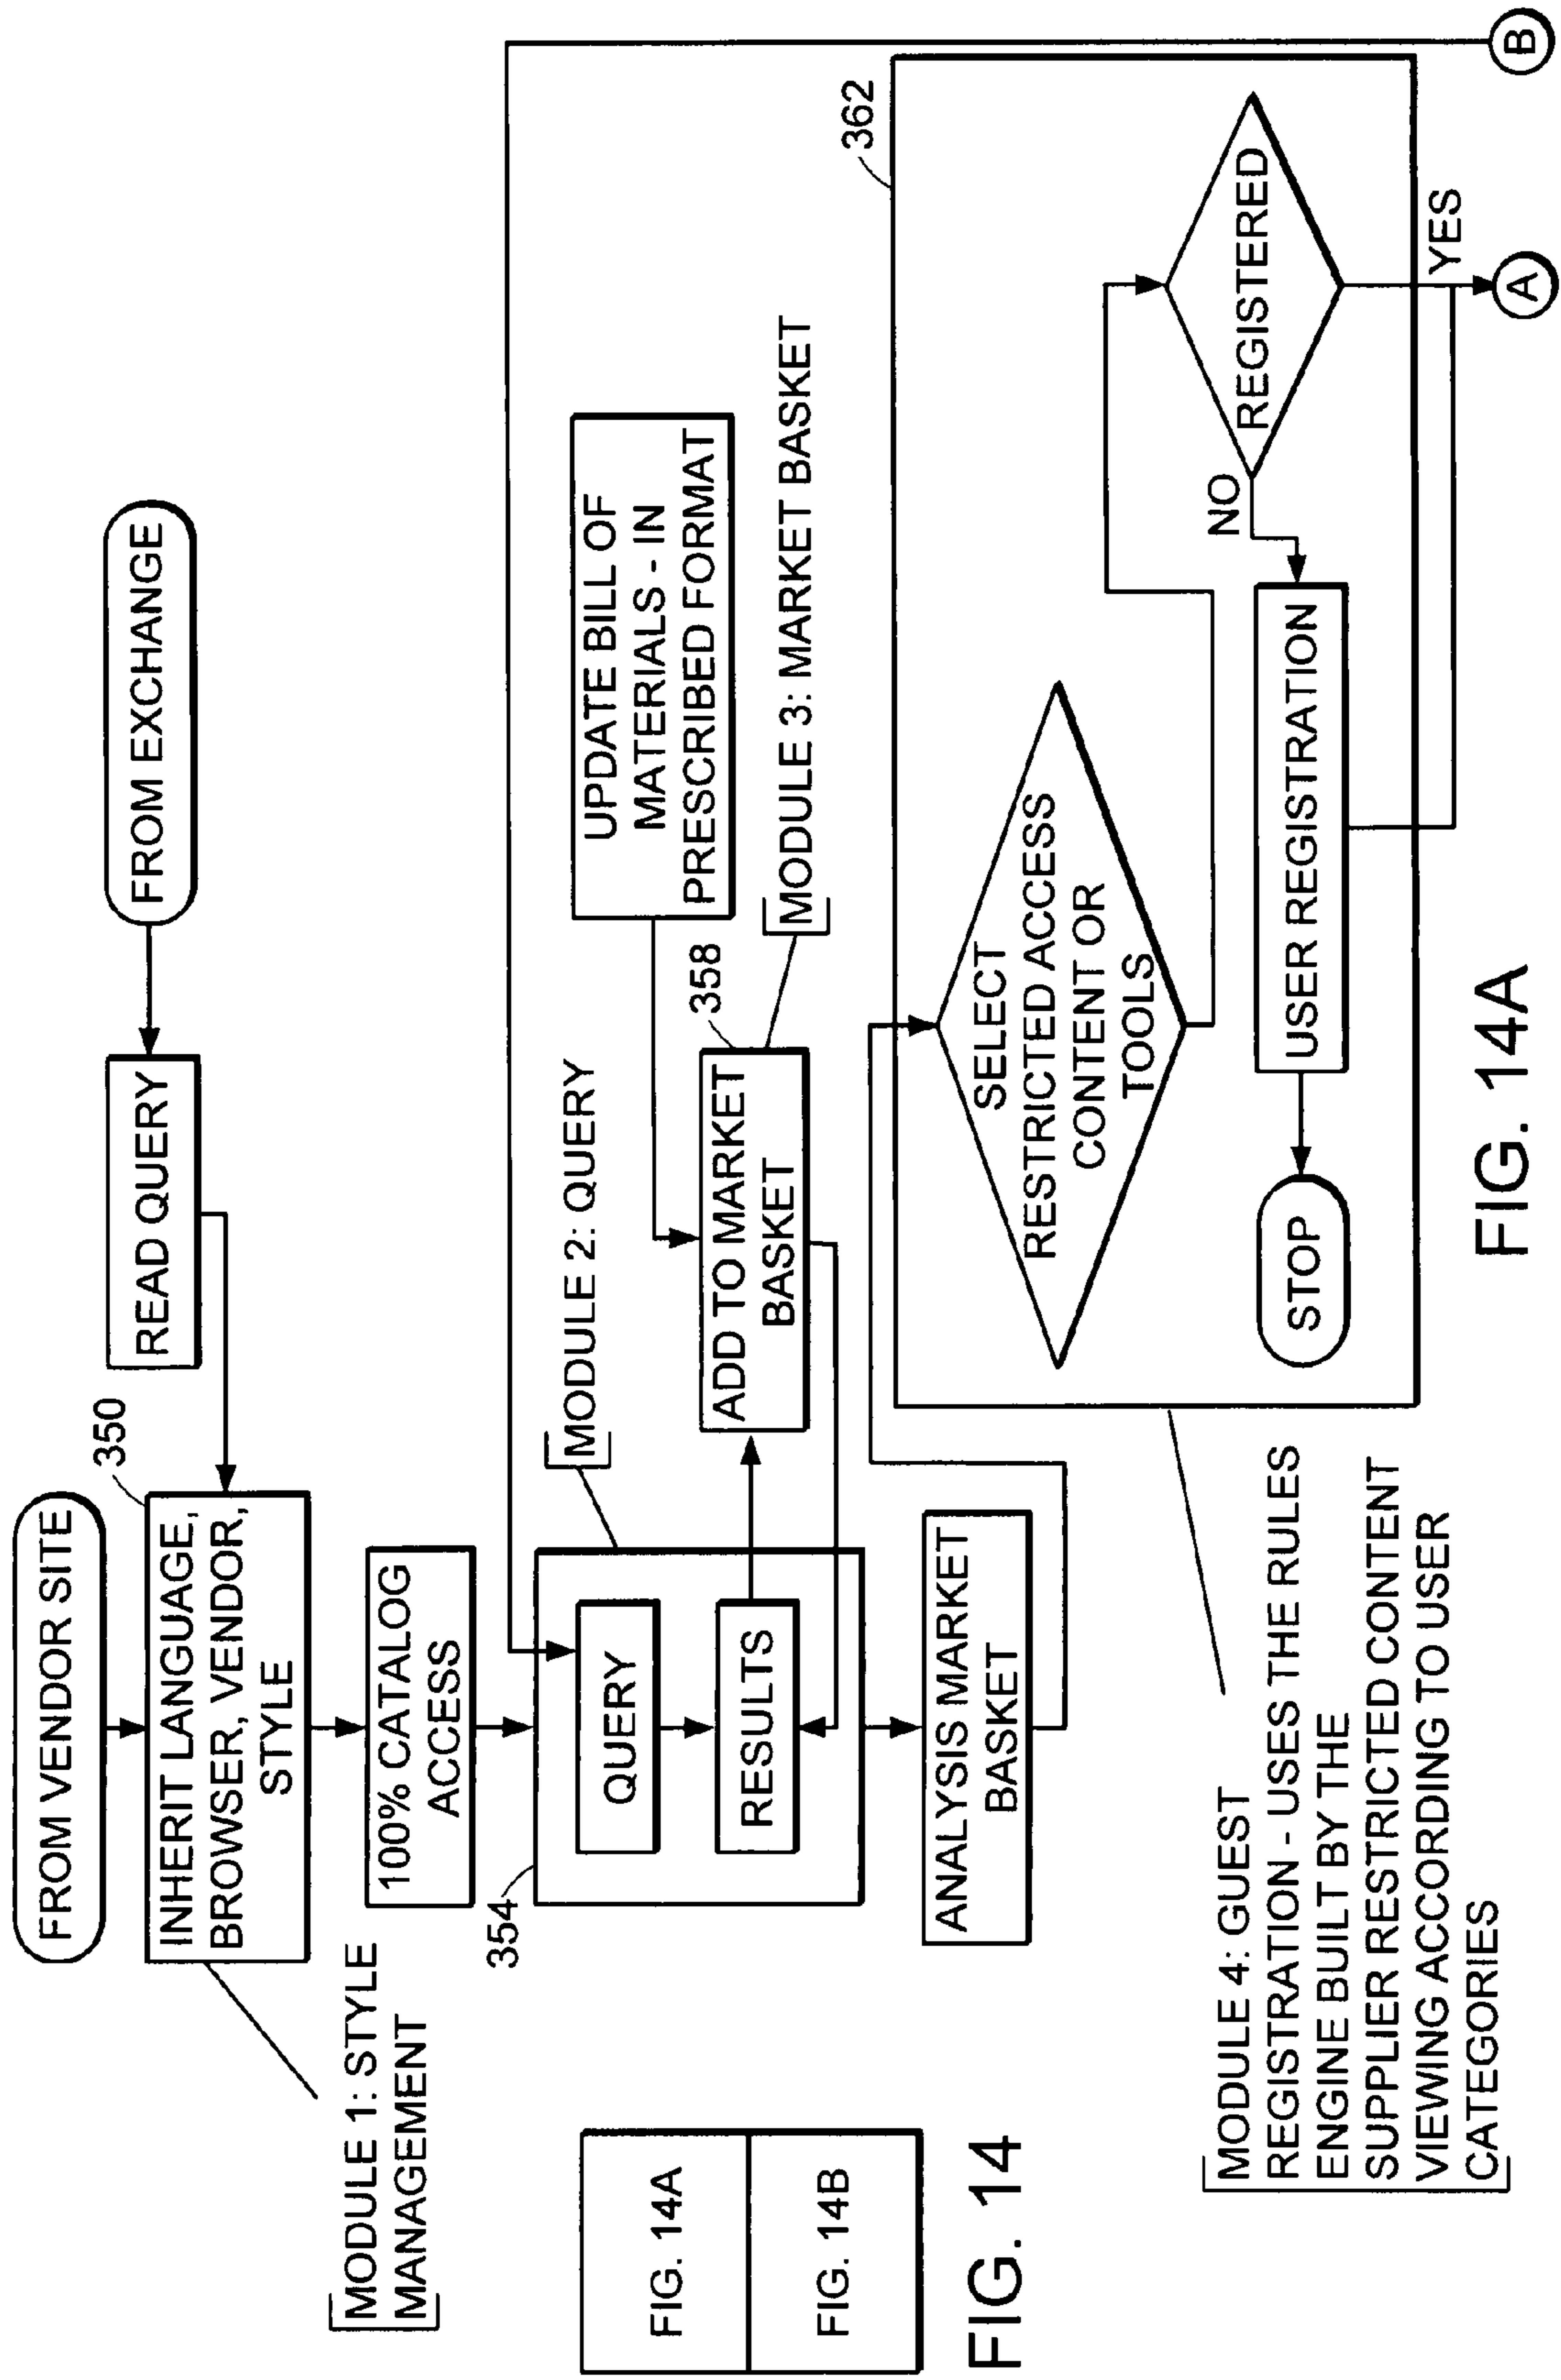 FROM VENDOR SITE
FROM EXCHANGE
READ QUERY
350
INHERIT LANGUAGE,
BROWSER, VENDOR,
STYLE
MODULE 1: STYLE
MANAGEMENT
100% CATALOG
ACCESS
354
MODULE 2: QUERY
QUERY
RESULTS
UPDATE BILL OF
MATERIALS - IN
PRESCRIBED FORMAT
358
ADD TO MARKET
BASKET
MODULE 3: MARKET BASKET
ANALYSIS MARKET
BASKET
362
SELECT
RESTRICTED ACCESS
CONTENT OR
TOOLS
REGISTERED
NO
YES
USER REGISTRATION
STOP
A
B
MODULE 4: GUEST
REGISTRATION - USES THE RULES
ENGINE BUILT BY THE
SUPPLIER RESTRICTED CONTENT
VIEWING ACCORDING TO USER
CATEGORIES
FIG. 14A
FIG. 14B
FIG. 14
FIG. 14A